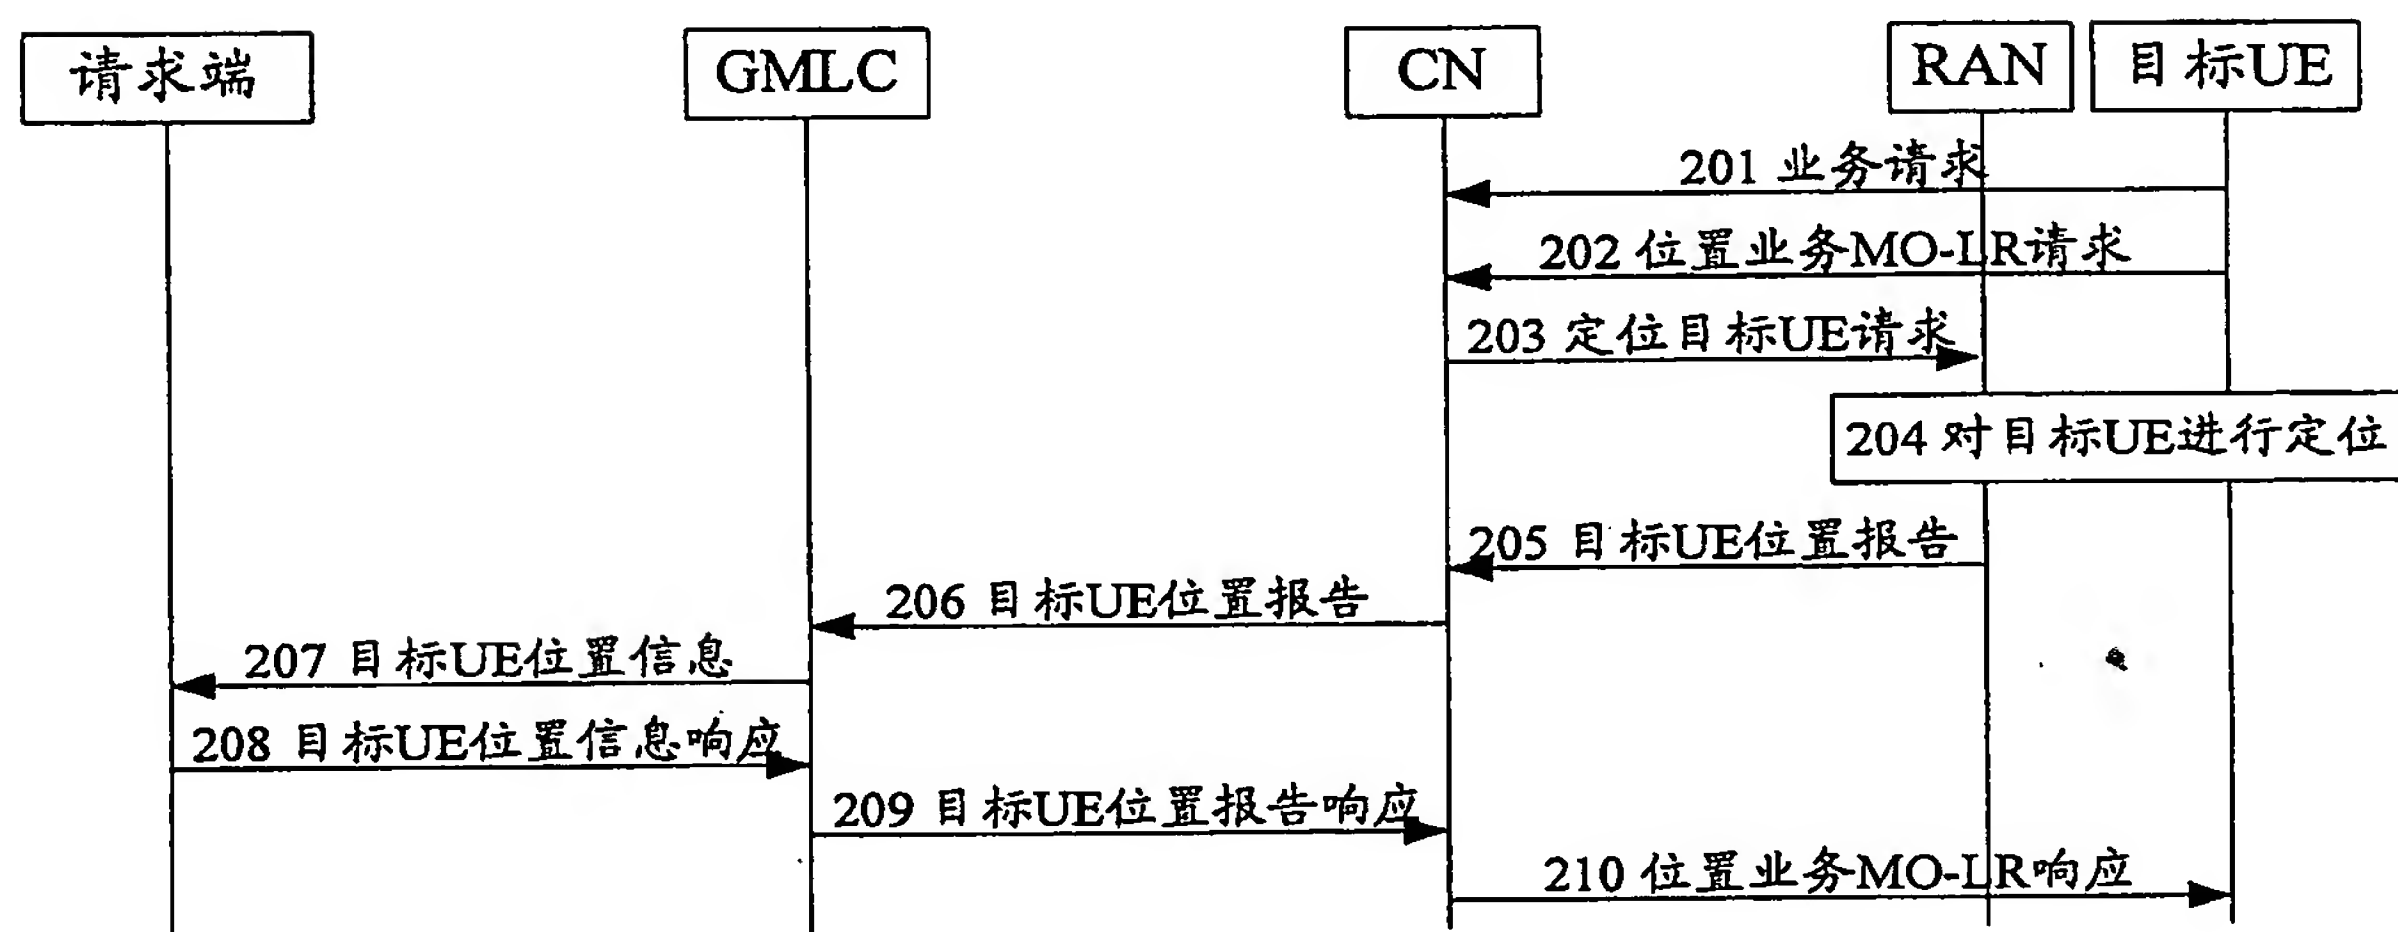 请求端
GMLC
CN
RAN
目标UE
201 业务请求
202 位置业务MO-LR请求
203 定位目标UE请求
204 对目标UE进行定位
205 目标UE位置报告
206 目标UE位置报告
207 目标UE位置信息
208 目标UE位置信息响应
209 目标UE位置报告响应
210 位置业务MO-LR响应